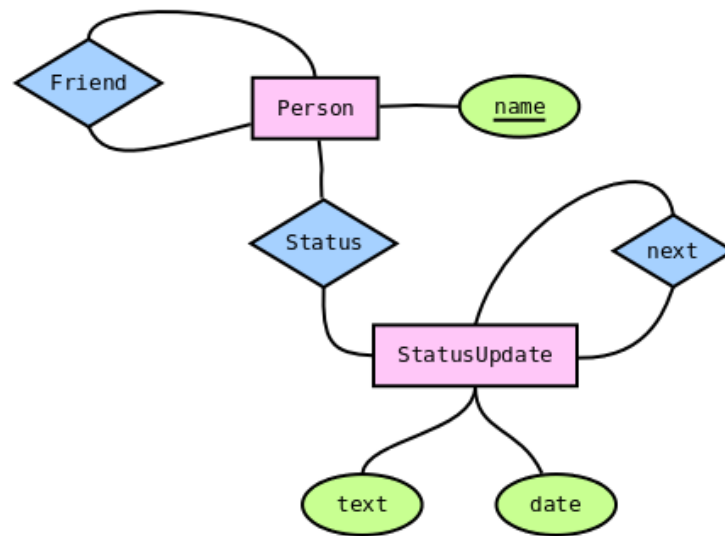 Friend
Person
name
Status
next
StatusUpdate
text
date